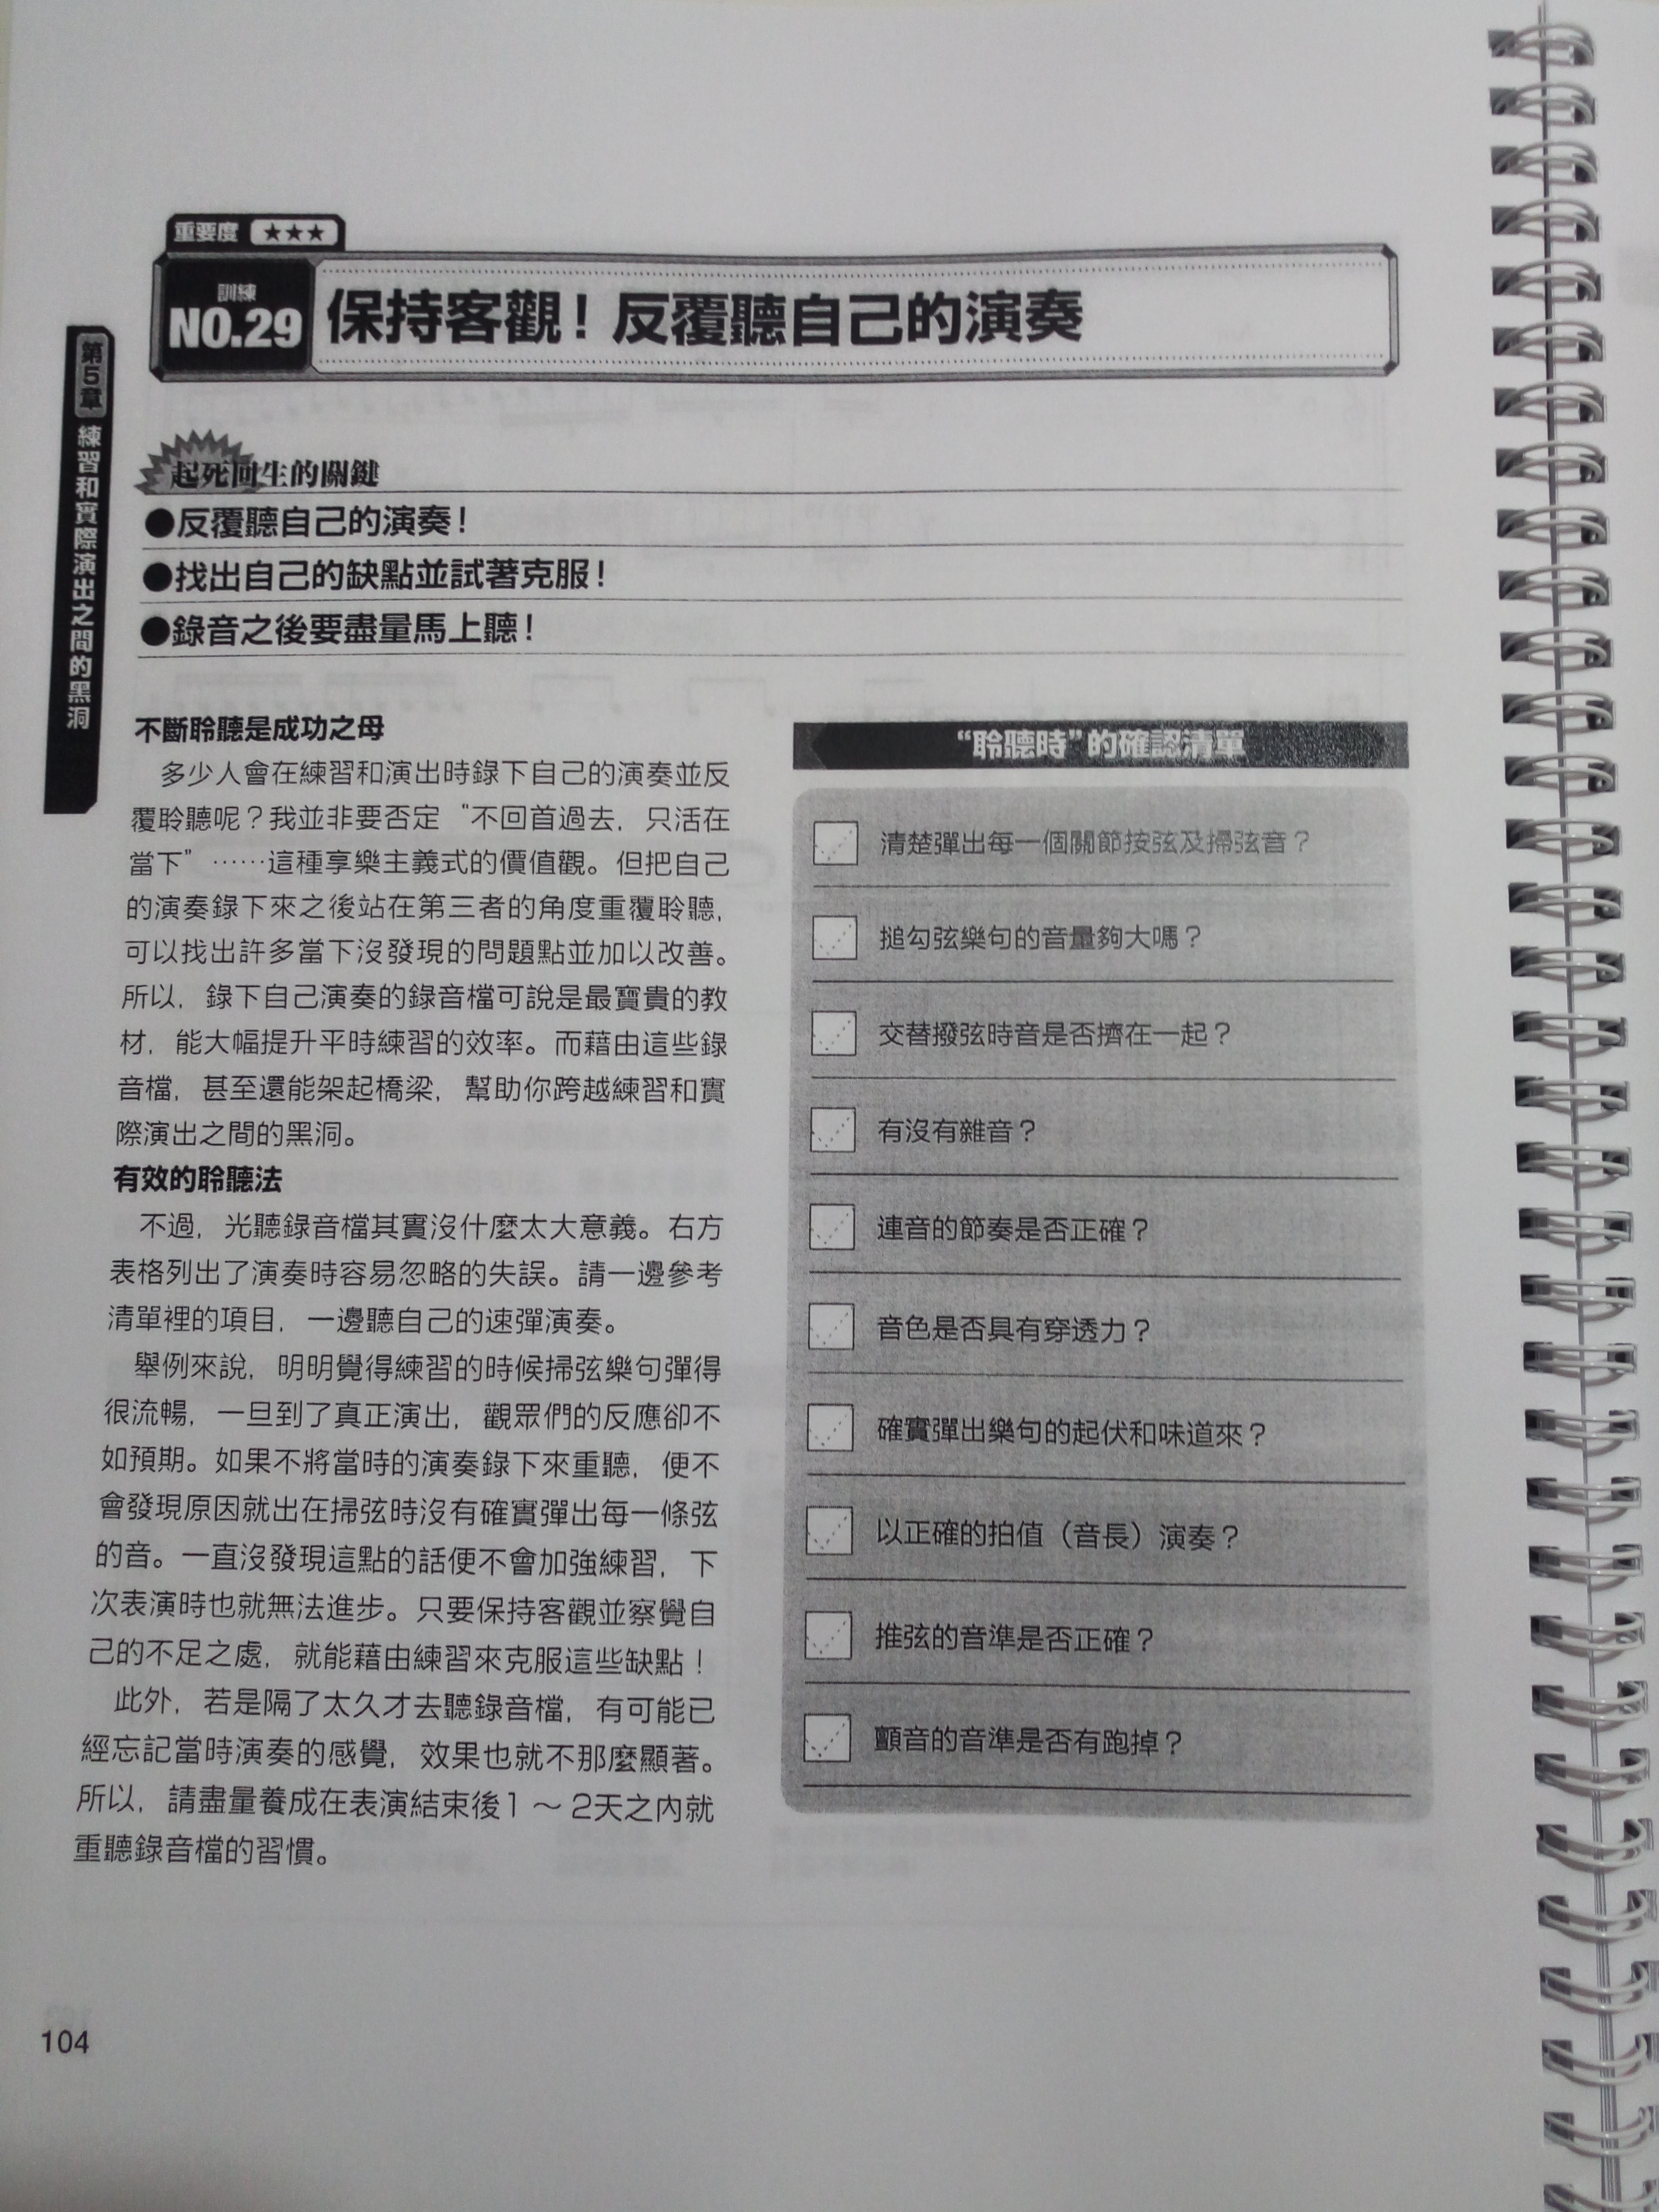 重要度 ★★★
訓練
NO.29
保持客觀！反覆聽自己的演奏
第5章 練習和實際演出之間的黑洞
起死回生的關鍵
●反覆聽自己的演奏！
●找出自己的缺點並試著克服！
●錄音之後要盡量馬上聽！
不斷聆聽是成功之母
多少人會在練習和演出時錄下自己的演奏並反
覆聆聽呢？我並非要否定“不回首過去，只活在
當下”……這種享樂主義式的價值觀。但把自己
的演奏錄下來之後站在第三者的角度重覆聆聽，
可以找出許多當下沒發現的問題點並加以改善。
所以，錄下自己演奏的錄音檔可說是最寶貴的教
材，能大幅提升平時練習的效率。而藉由這些錄
音檔，甚至還能架起橋梁，幫助你跨越練習和實
際演出之間的黑洞。
有效的聆聽法
不過，光聽錄音檔其實沒什麼太大意義。右方
表格列出了演奏時容易忽略的失誤。請一邊參考
清單裡的項目，一邊聽自己的速彈演奏。
舉例來說，明明覺得練習的時候掃弦樂句彈得
很流暢，一旦到了真正演出，觀眾們的反應卻不
如預期。如果不將當時的演奏錄下來重聽，便不
會發現原因就出在掃弦時沒有確實彈出每一條弦
的音。一直沒發現這點的話便不會加強練習，下
次表演時也就無法進步。只要保持客觀並察覺自
己的不足之處，就能藉由練習來克服這些缺點！
此外，若是隔了太久才去聽錄音檔，有可能已
經忘記當時演奏的感覺，效果也就不那麼顯著。
所以，請盡量養成在表演結束後1～2天之內就
重聽錄音檔的習慣。
“聆聽時”的確認清單
清楚彈出每一個關節按弦及掃弦音？
搥勾弦樂句的音量夠大嗎？
交替撥弦時音是否擠在一起？
有沒有雜音？
連音的節奏是否正確？
音色是否具有穿透力？
確實彈出樂句的起伏和味道來？
以正確的拍值（音長）演奏？
推弦的音準是否正確？
顫音的音準是否有跑掉？
104